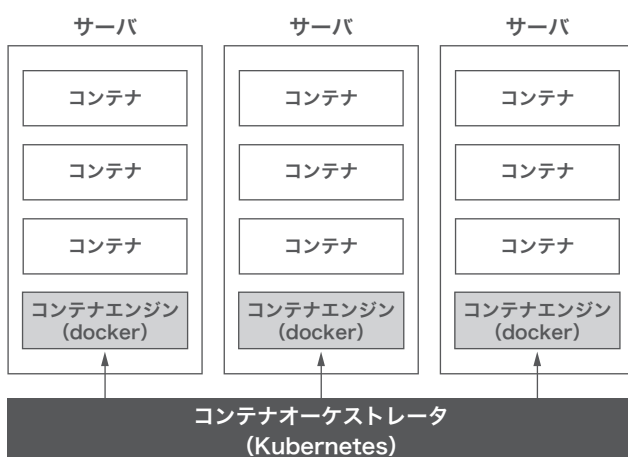 サーバ
コンテナ
コンテナ
コンテナ
コンテナエンジン
(docker)
サーバ
コンテナ
コンテナ
コンテナ
コンテナエンジン
(docker)
サーバ
コンテナ
コンテナ
コンテナ
コンテナエンジン
(docker)
コンテナオーケストレータ
(Kubernetes)